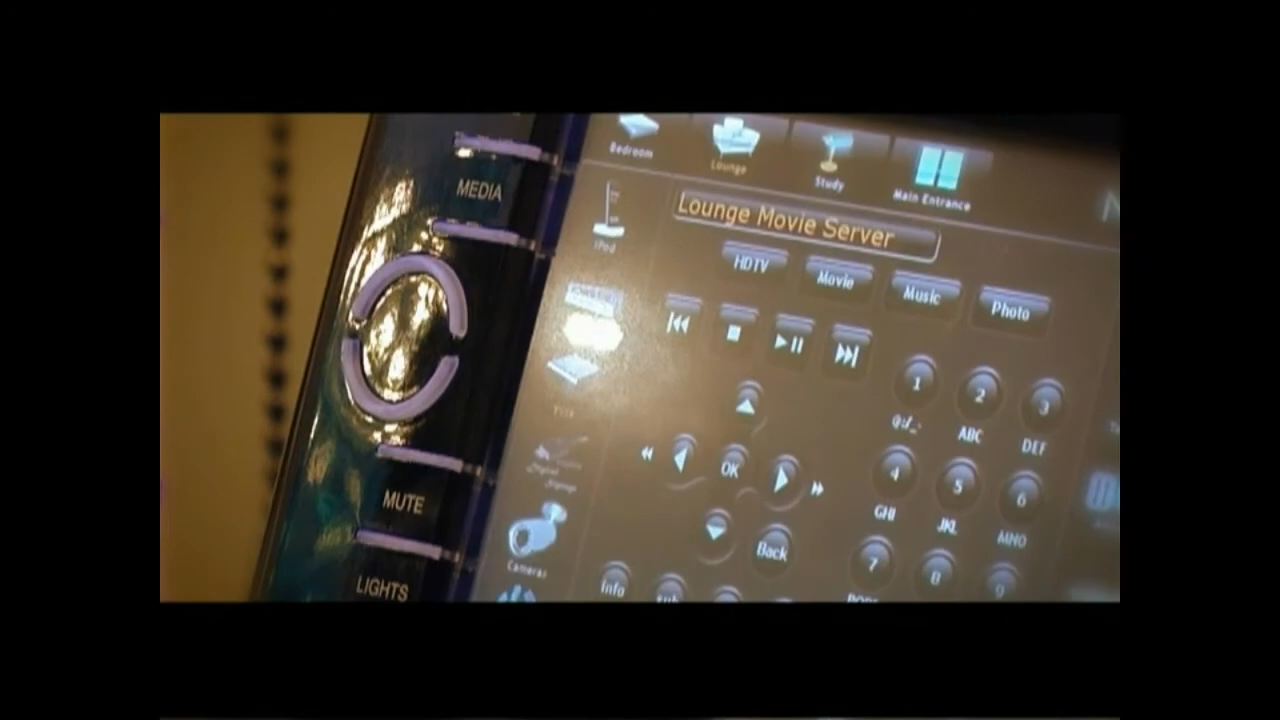 Bedroom
Lounge
Study
Main Entrance
MEDIA
iPod
Lounge Movie Server
HDTV
Movie
Music
Photo
1
2
3
@:/_.
ABC
DEF
OK
4
5
6
GHI
JKL
MNO
MUTE
Back
Cameras
7
8
9
LIGHTS
Info